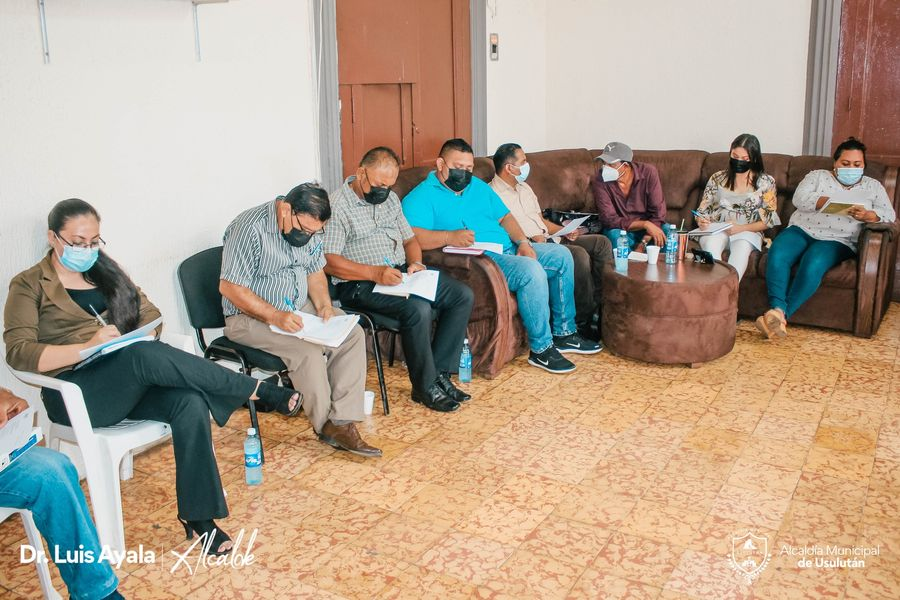 Dr. Luis Ayala | Alcalde
Alcaldía Municipal
de Usulután